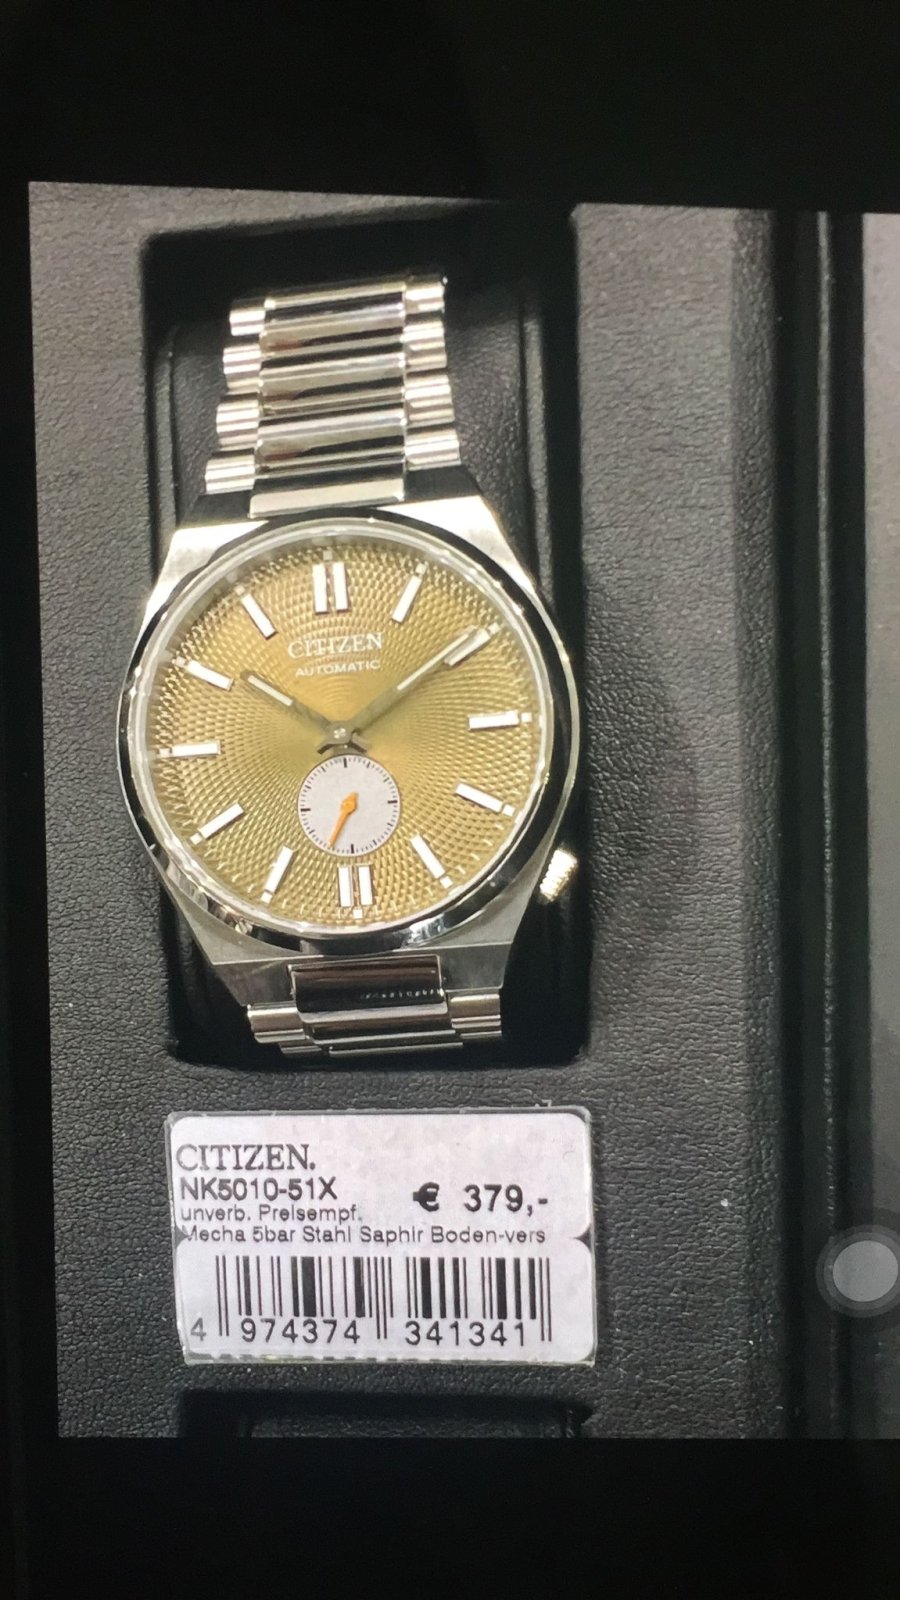 CITIZEN
AUTOMATIC
CITIZEN.
NK5010-51X € 379,-
unverb. Preisempf.
Mecha 5bar Stahl Saphir Boden-vers
4 974374 341341